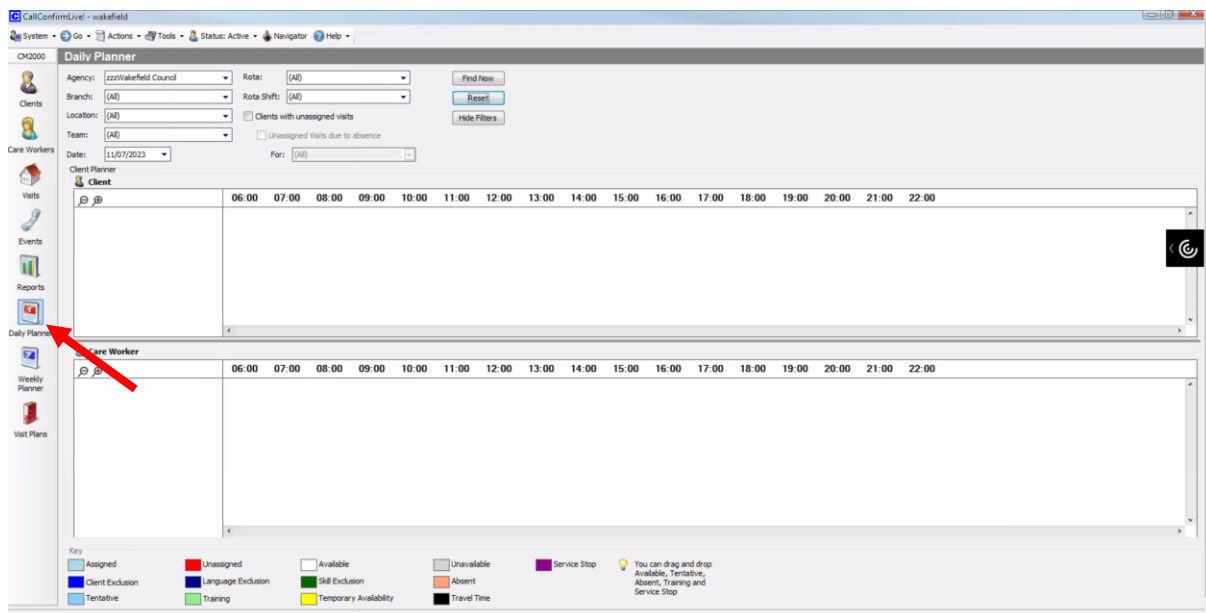 CallConfirmLive! - wakefield
System Go Actions Tools Status: Active Navigator Help
CM2000
Daily Planner
Clients
Care Workers
Visits
Events
Reports
Daily Planner
Weekly
Planner
Visit Plans
Agency: zzzWakefield Council Rota: (All) Find Now
Branch: (All) Rota Shift: (All) Reset
Location: (All) Clients with unassigned visits Hide Filters
Team: (All) Unassigned Visits due to absence
Date: 11/07/2023 For: (All)
Client Planner
Client
06:00 07:00 08:00 09:00 10:00 11:00 12:00 13:00 14:00 15:00 16:00 17:00 18:00 19:00 20:00 21:00 22:00
Care Worker
06:00 07:00 08:00 09:00 10:00 11:00 12:00 13:00 14:00 15:00 16:00 17:00 18:00 19:00 20:00 21:00 22:00
Key
Assigned Unassigned Available Unavailable Service Stop
Client Exclusion Language Exclusion Skill Exclusion Absent
Tentative Training Temporary Availability Travel Time
You can drag and drop
Available, Tentative,
Absent, Training and
Service Stop